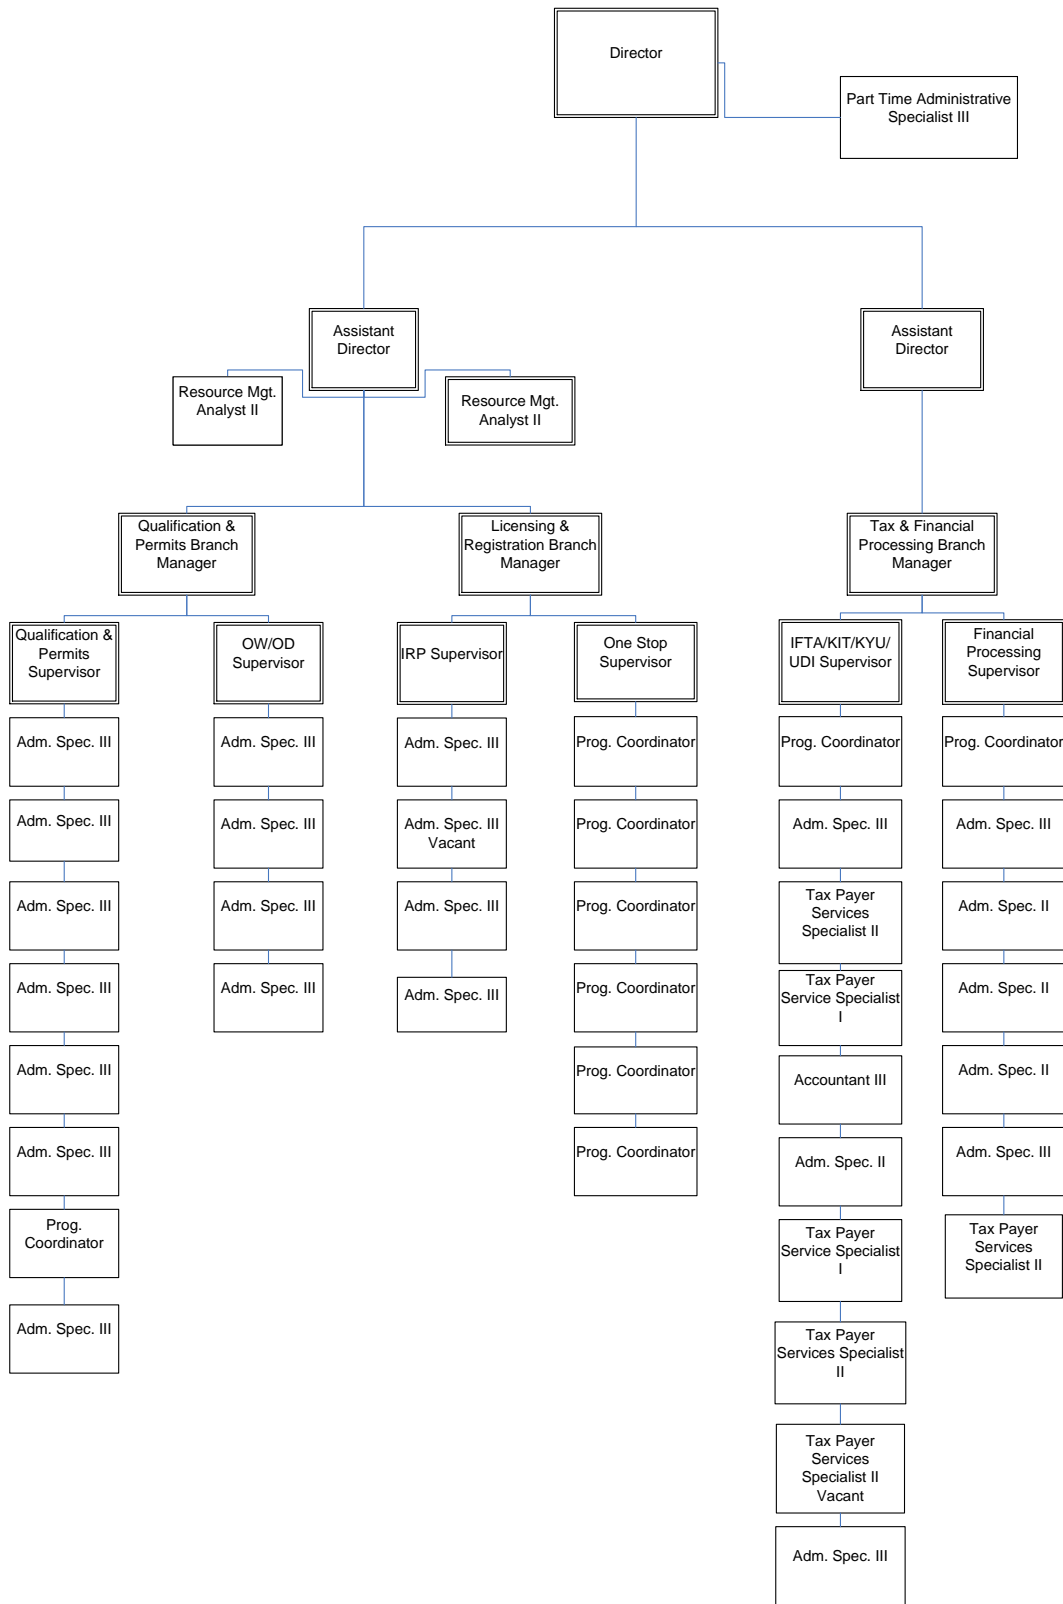 Director
Part Time Administrative
Specialist III
Assistant
Director
Assistant
Director
Resource Mgt.
Analyst II
Resource Mgt.
Analyst II
Qualification &
Permits Branch
Manager
Licensing &
Registration Branch
Manager
Tax & Financial
Processing Branch
Manager
Qualification &
Permits
Supervisor
OW/OD
Supervisor
IRP Supervisor
One Stop
Supervisor
IFTA/KIT/KYU/
UDI Supervisor
Financial
Processing
Supervisor
Adm. Spec. III
Adm. Spec. III
Adm. Spec. III
Prog. Coordinator
Prog. Coordinator
Prog. Coordinator
Adm. Spec. III
Adm. Spec. III
Adm. Spec. III
Vacant
Prog. Coordinator
Adm. Spec. III
Adm. Spec. III
Adm. Spec. III
Adm. Spec. III
Adm. Spec. III
Prog. Coordinator
Tax Payer
Services
Specialist II
Adm. Spec. II
Adm. Spec. III
Adm. Spec. III
Adm. Spec. III
Prog. Coordinator
Tax Payer
Service Specialist
I
Adm. Spec. II
Adm. Spec. III
Prog. Coordinator
Accountant III
Adm. Spec. II
Adm. Spec. III
Prog. Coordinator
Adm. Spec. II
Adm. Spec. III
Prog.
Coordinator
Tax Payer
Service Specialist
I
Tax Payer
Services
Specialist II
Adm. Spec. III
Tax Payer
Services Specialist
II
Tax Payer
Services
Specialist II
Vacant
Adm. Spec. III